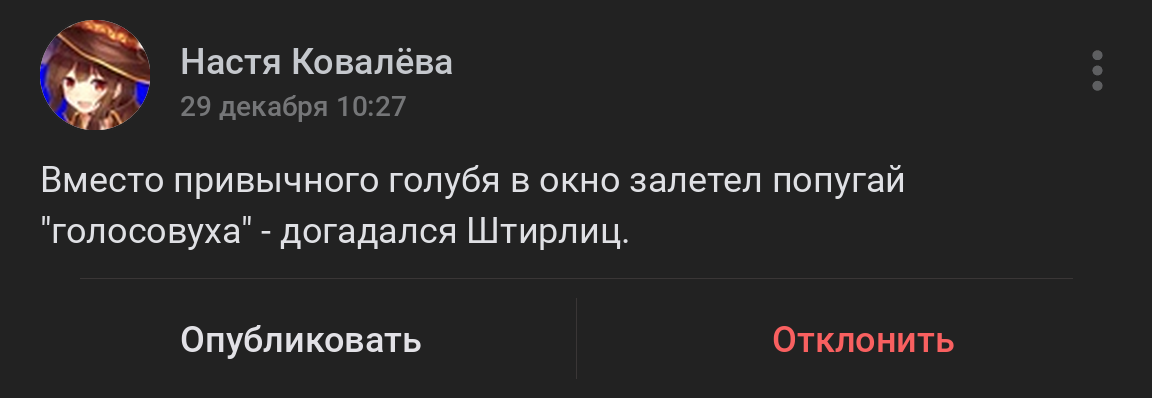 Настя Ковалёва
29 декабря 10:27
Вместо привычного голубя в окно залетел попугай
"голосовуха" - догадался Штирлиц.
Опубликовать
Отклонить